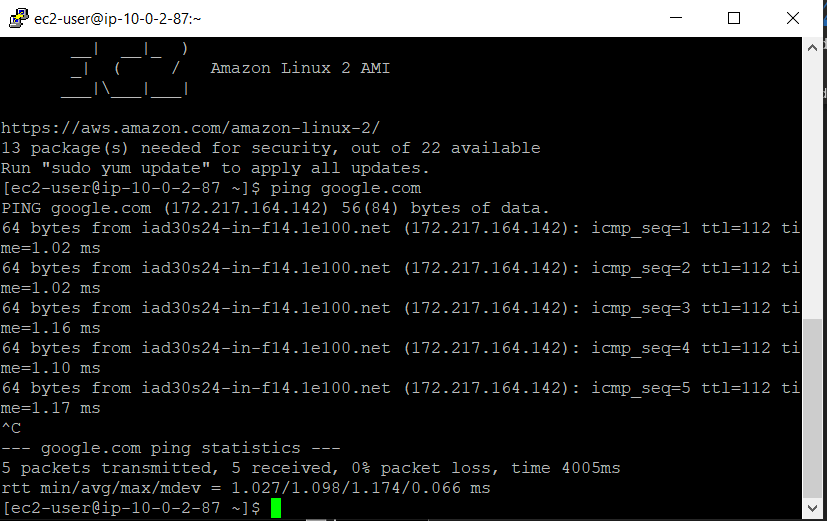 ec2-user@ip-10-0-2-87:~
__|  __|_  )
_|  (     /   Amazon Linux 2 AMI
___|\___|___|
https://aws.amazon.com/amazon-linux-2/
13 package(s) needed for security, out of 22 available
Run "sudo yum update" to apply all updates.
[ec2-user@ip-10-0-2-87 ~]$ ping google.com
PING google.com (172.217.164.142) 56(84) bytes of data.
64 bytes from iad30s24-in-f14.1e100.net (172.217.164.142): icmp_seq=1 ttl=112 ti
me=1.02 ms
64 bytes from iad30s24-in-f14.1e100.net (172.217.164.142): icmp_seq=2 ttl=112 ti
me=1.02 ms
64 bytes from iad30s24-in-f14.1e100.net (172.217.164.142): icmp_seq=3 ttl=112 ti
me=1.16 ms
64 bytes from iad30s24-in-f14.1e100.net (172.217.164.142): icmp_seq=4 ttl=112 ti
me=1.10 ms
64 bytes from iad30s24-in-f14.1e100.net (172.217.164.142): icmp_seq=5 ttl=112 ti
me=1.17 ms
^C
--- google.com ping statistics ---
5 packets transmitted, 5 received, 0% packet loss, time 4005ms
rtt min/avg/max/mdev = 1.027/1.098/1.174/0.066 ms
[ec2-user@ip-10-0-2-87 ~]$